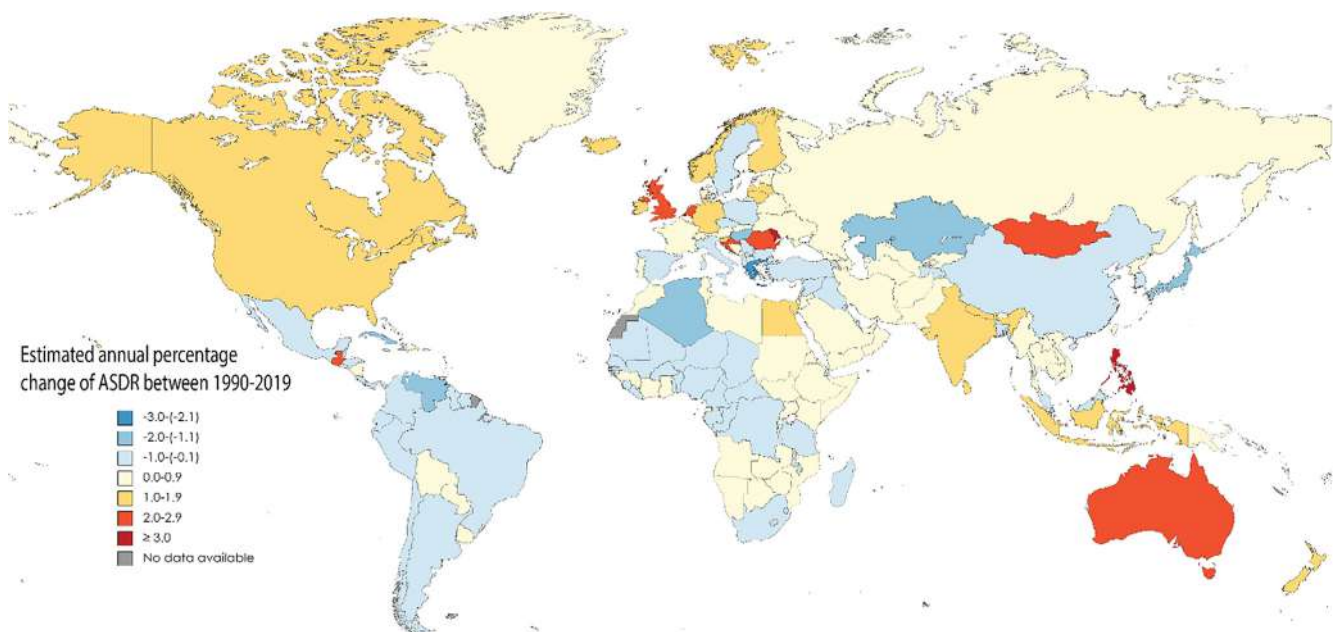 Estimated annual percentage
change of ASDR between 1990-2019
-3.0-(-2.1)
-2.0-(-1.1)
-1.0-(-0.1)
0.0-0.9
1.0-1.9
2.0-2.9
≥ 3.0
No data available